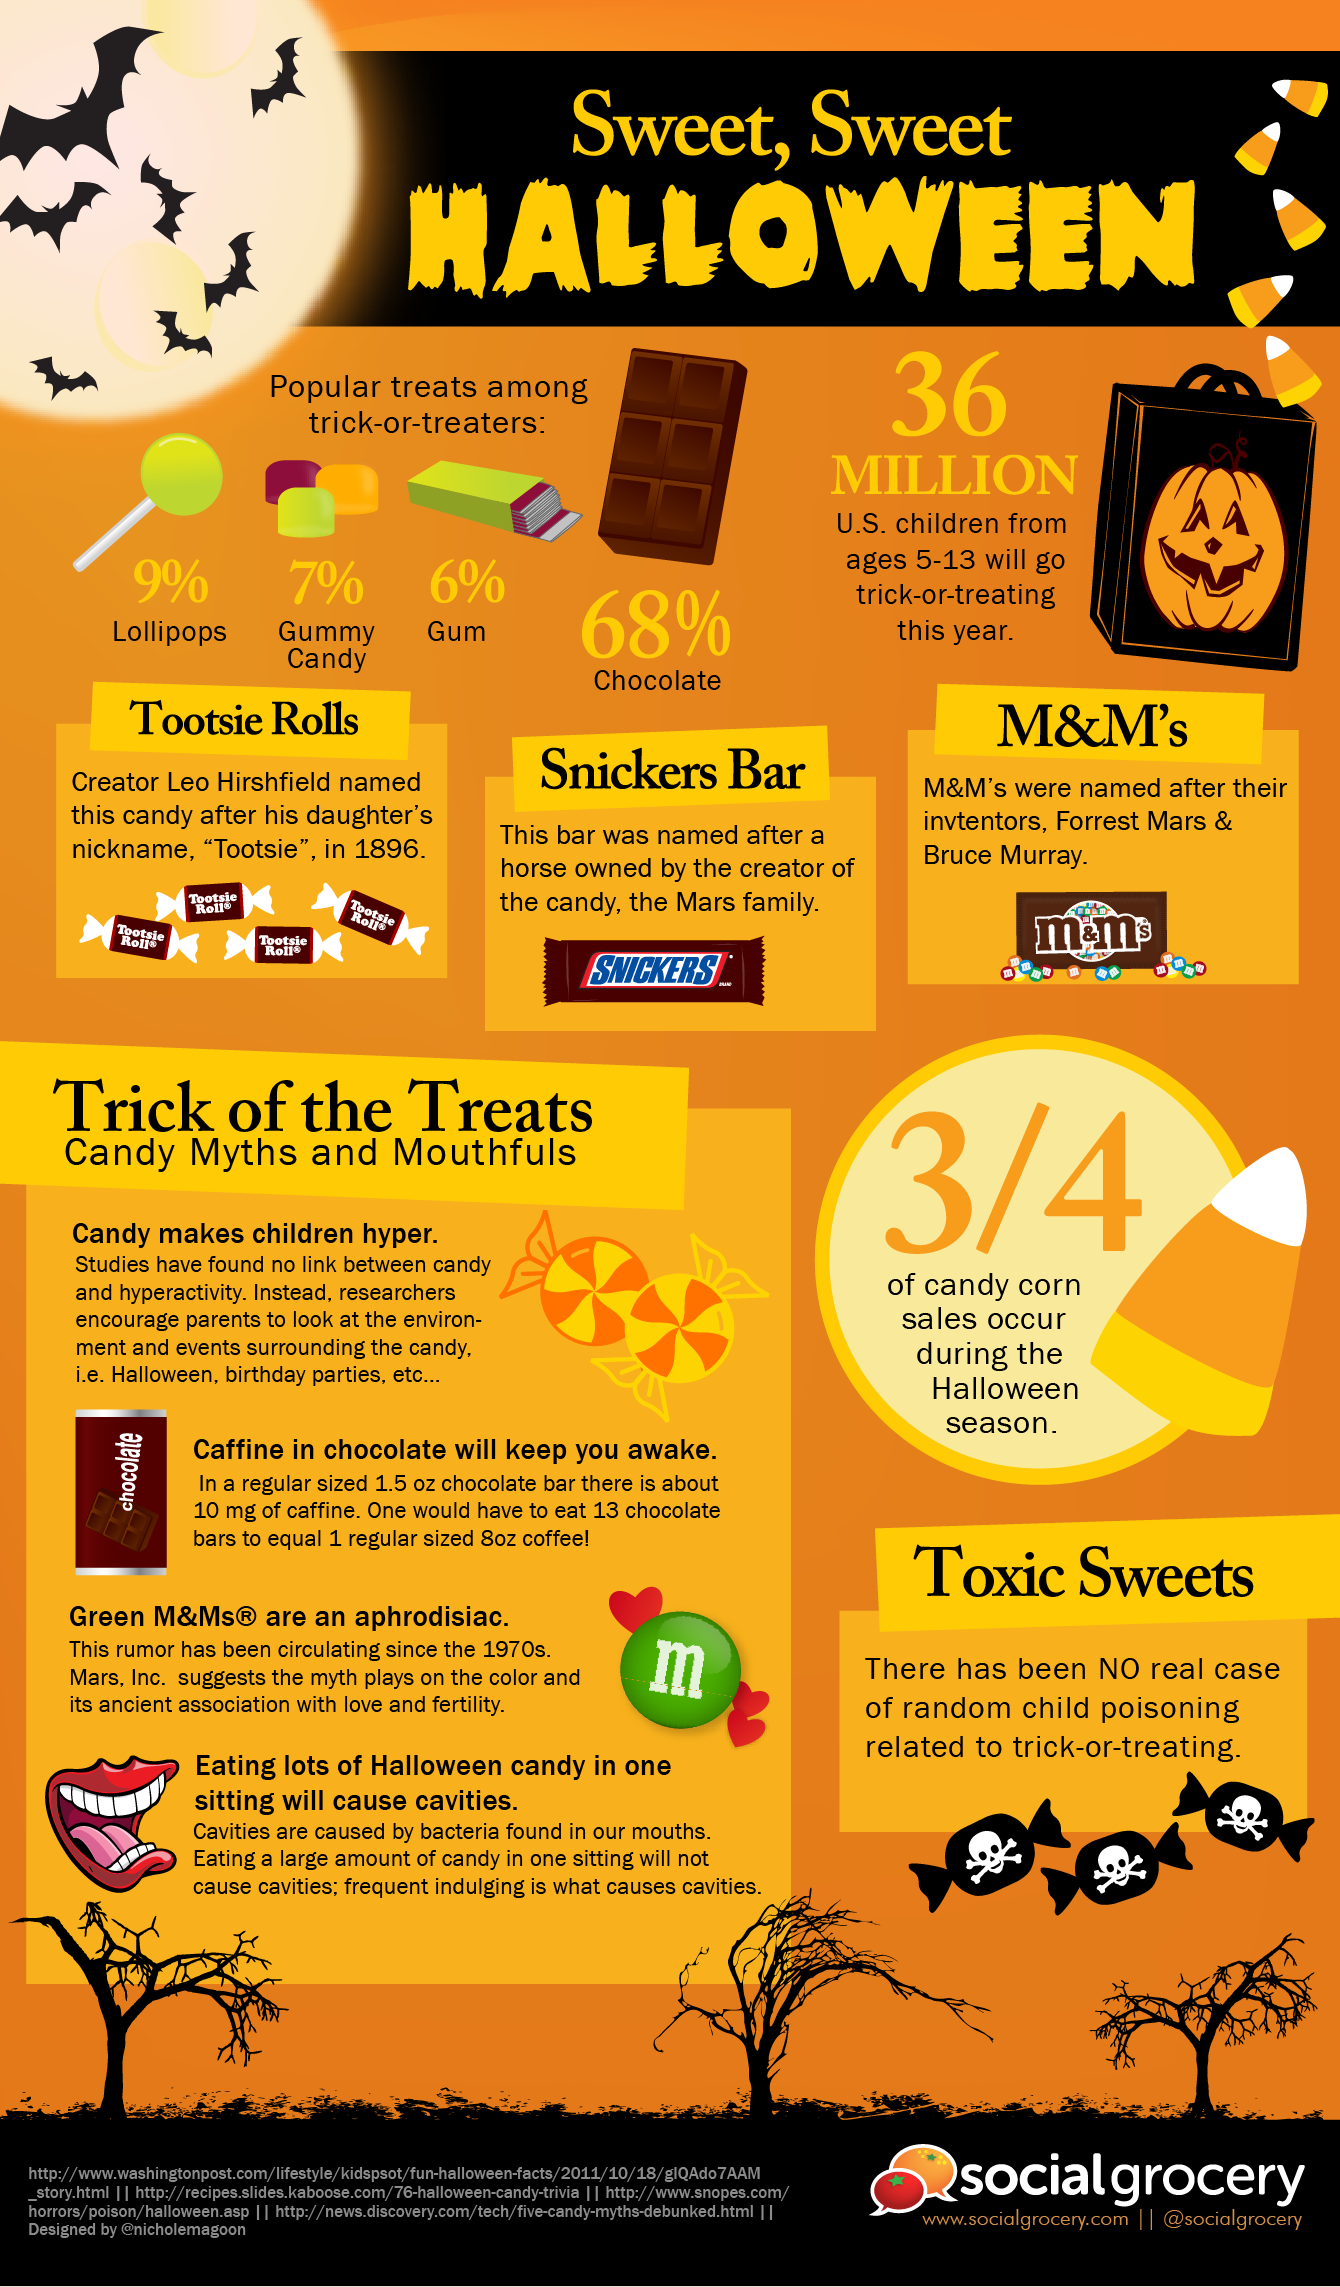 Sweet, Sweet
HALLOWEEN
Popular treats among
trick-or-treaters:
9%
Lollipops
7%
Gummy
Candy
6%
Gum
68%
Chocolate
36
MILLION
U.S. children from
ages 5-13 will go
trick-or-treating
this year.
Tootsie Rolls
Creator Leo Hirshfield named
this candy after his daughter's
nickname, “Tootsie”, in 1896.
Tootsie
Roll®
Tootsie
Roll®
Tootsie
Roll®
Tootsie
Roll®
Snickers Bar
This bar was named after a
horse owned by the creator of
the candy, the Mars family.
SNICKERS
M&M's
M&M's were named after their
invtentors, Forrest Mars &
Bruce Murray.
m&m's
Trick of the Treats
Candy Myths and Mouthfuls
Candy makes children hyper.
Studies have found no link between candy
and hyperactivity. Instead, researchers
encourage parents to look at the environ-
ment and events surrounding the candy,
i.e. Halloween, birthday parties, etc...
chocolate
Caffine in chocolate will keep you awake.
In a regular sized 1.5 oz chocolate bar there is about
10 mg of caffine. One would have to eat 13 chocolate
bars to equal 1 regular sized 8oz coffee!
Green M&Ms® are an aphrodisiac.
This rumor has been circulating since the 1970s.
Mars, Inc. suggests the myth plays on the color and
its ancient association with love and fertility.
m
Eating lots of Halloween candy in one
sitting will cause cavities.
Cavities are caused by bacteria found in our mouths.
Eating a large amount of candy in one sitting will not
cause cavities; frequent indulging is what causes cavities.
3/4
of candy corn
sales occur
during the
Halloween
season.
Toxic Sweets
There has been NO real case
of random child poisoning
related to trick-or-treating.
http://www.washingtonpost.com/lifestyle/kidspsot/fun-halloween-facts/2011/10/18/gIQAdo7AAM
_story.html || http://recipes.slides.kaboose.com/76-halloween-candy-trivia || http://www.snopes.com/
horrors/poison/halloween.asp || http://news.discovery.com/tech/five-candy-myths-debunked.html ||
Designed by @nicholemagoon
socialgrocery
www.socialgrocery.com || @socialgrocery